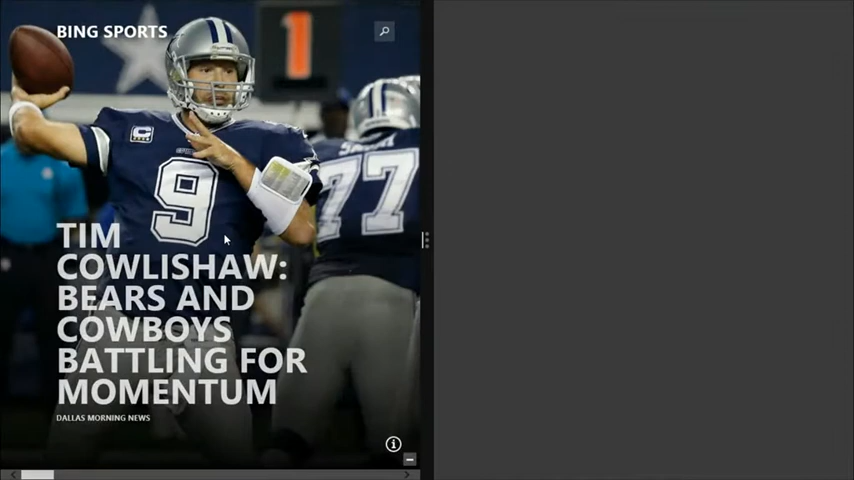 BING SPORTS
1
9
77
TIM
COWLISHAW:
BEARS AND
COWBOYS
BATTLING FOR
MOMENTUM
DALLAS MORNING NEWS